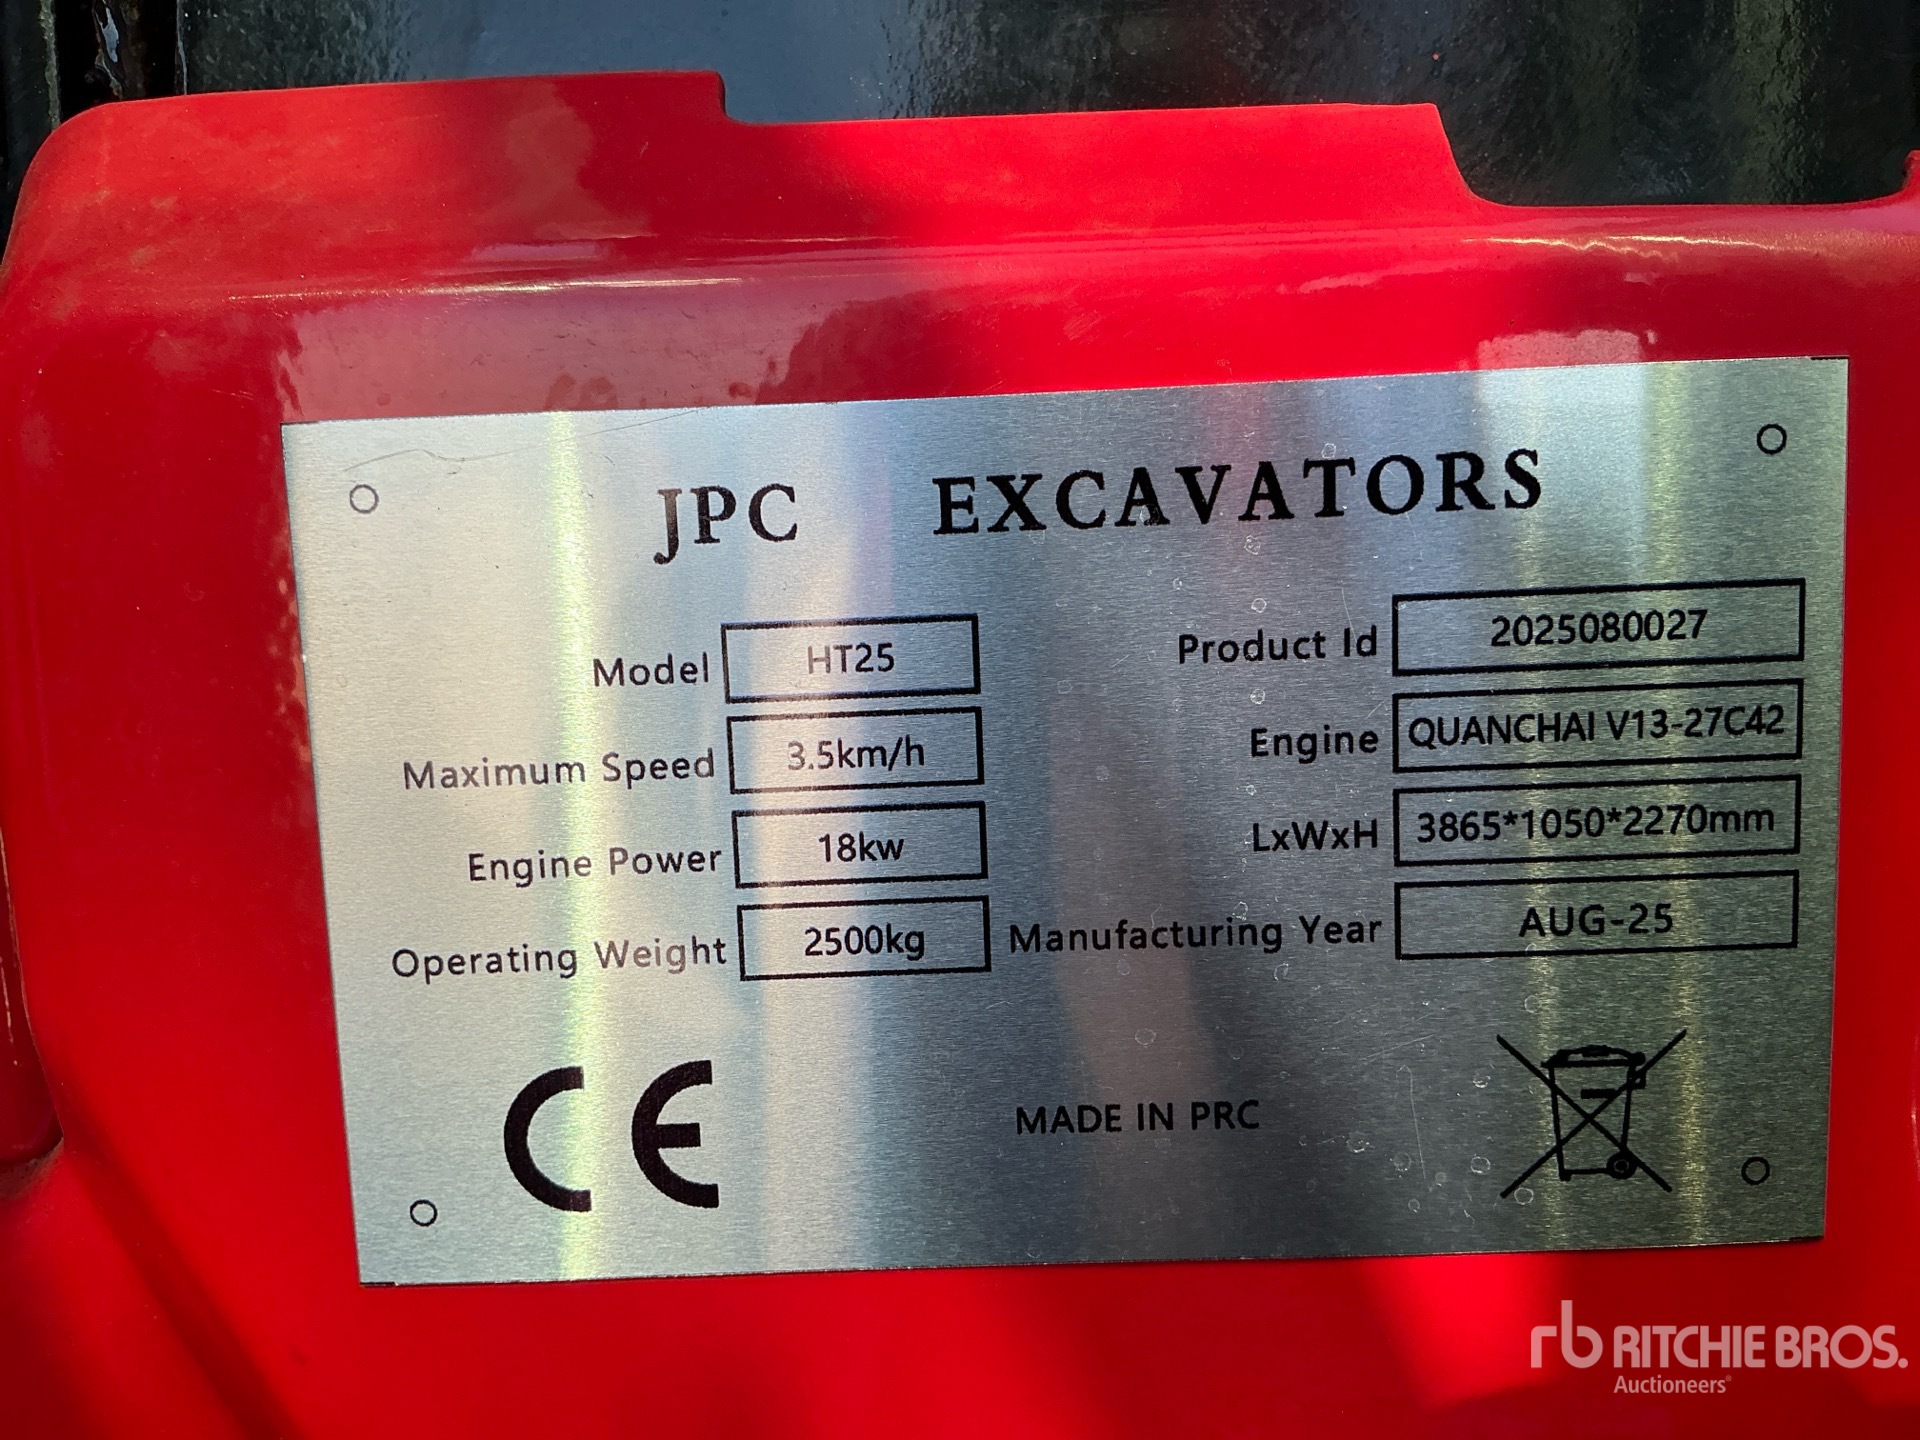 JPC EXCAVATORS
Model HT25
Product Id 2025080027
Maximum Speed 3.5km/h
Engine QUANCHAI V13-27C42
Engine Power 18kw
LxWxH 3865*1050*2270mm
Operating Weight 2500kg
Manufacturing Year AUG-25
CE
MADE IN PRC
rb RITCHIE BROS.
Auctioneers